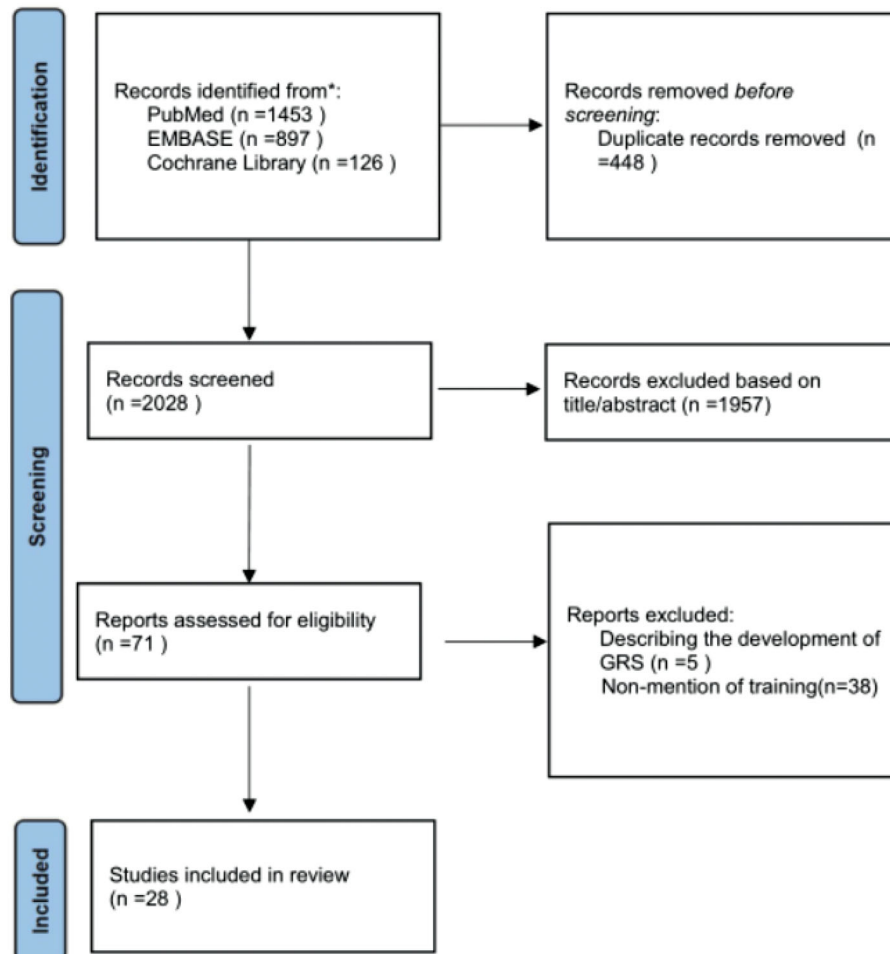 Identification
Records identified from*:
PubMed (n =1453 )
EMBASE (n =897 )
Cochrane Library (n =126 )
Records removed before
screening:
Duplicate records removed (n
=448 )
Screening
Records screened
(n =2028 )
Records excluded based on
title/abstract (n =1957)
Reports assessed for eligibility
(n =71 )
Reports excluded:
Describing the development of
GRS (n =5 )
Non-mention of training(n=38)
Included
Studies included in review
(n =28 )